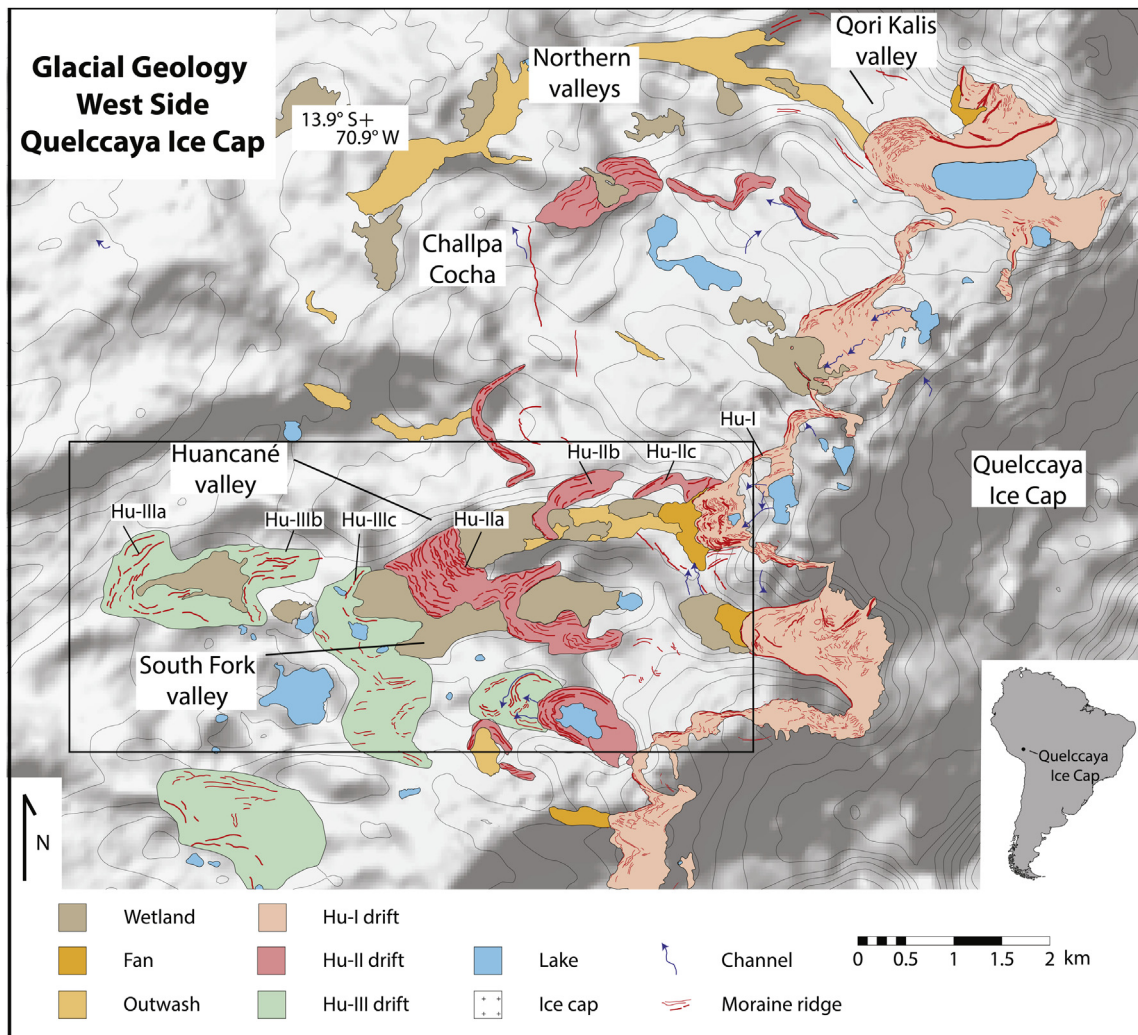 Glacial Geology
West Side
Quelccaya Ice Cap
13.9° S+
70.9° W
Northern
valleys
Qori Kalis
valley
Challpa
Cocha
Hu-I
Huancané
valley
Hu-IIb
Hu-IIc
Quelccaya
Ice Cap
Hu-IIIa
Hu-IIIb
Hu-IIIc
Hu-IIa
South Fork
valley
Quelccaya
Ice Cap
N
Wetland
Hu-I drift
Fan
Hu-II drift
Lake
Channel
Outwash
Hu-III drift
Ice cap
Moraine ridge
0 0.5 1 2 km